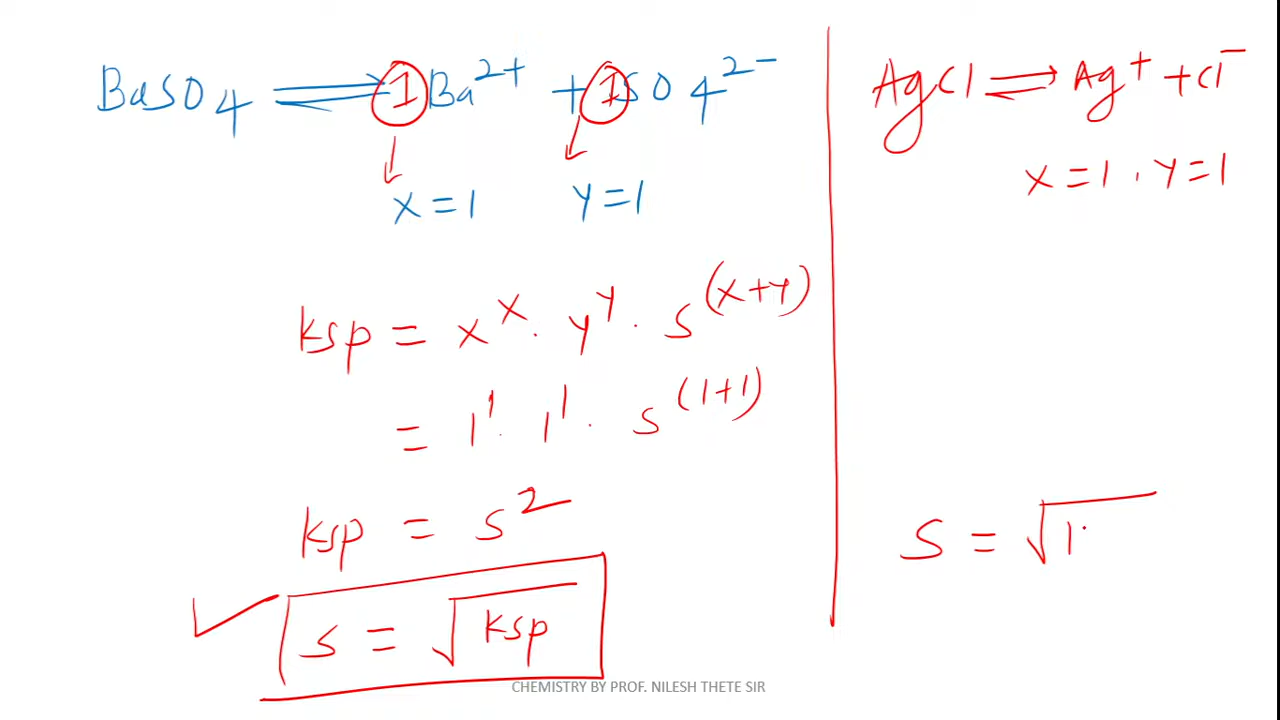 BaSO4 ⇌ 1Ba2+ + 1SO42−
x = 1 y = 1
ksp = x^x . y^y . s^(x+y)
= 1^1 . 1^1 . s^(1+1)
ksp = s^2
s = √ksp
AgCl ⇌ Ag+ + Cl−
x = 1 , y = 1
S = √
CHEMISTRY BY PROF. NILESH THETE SIR